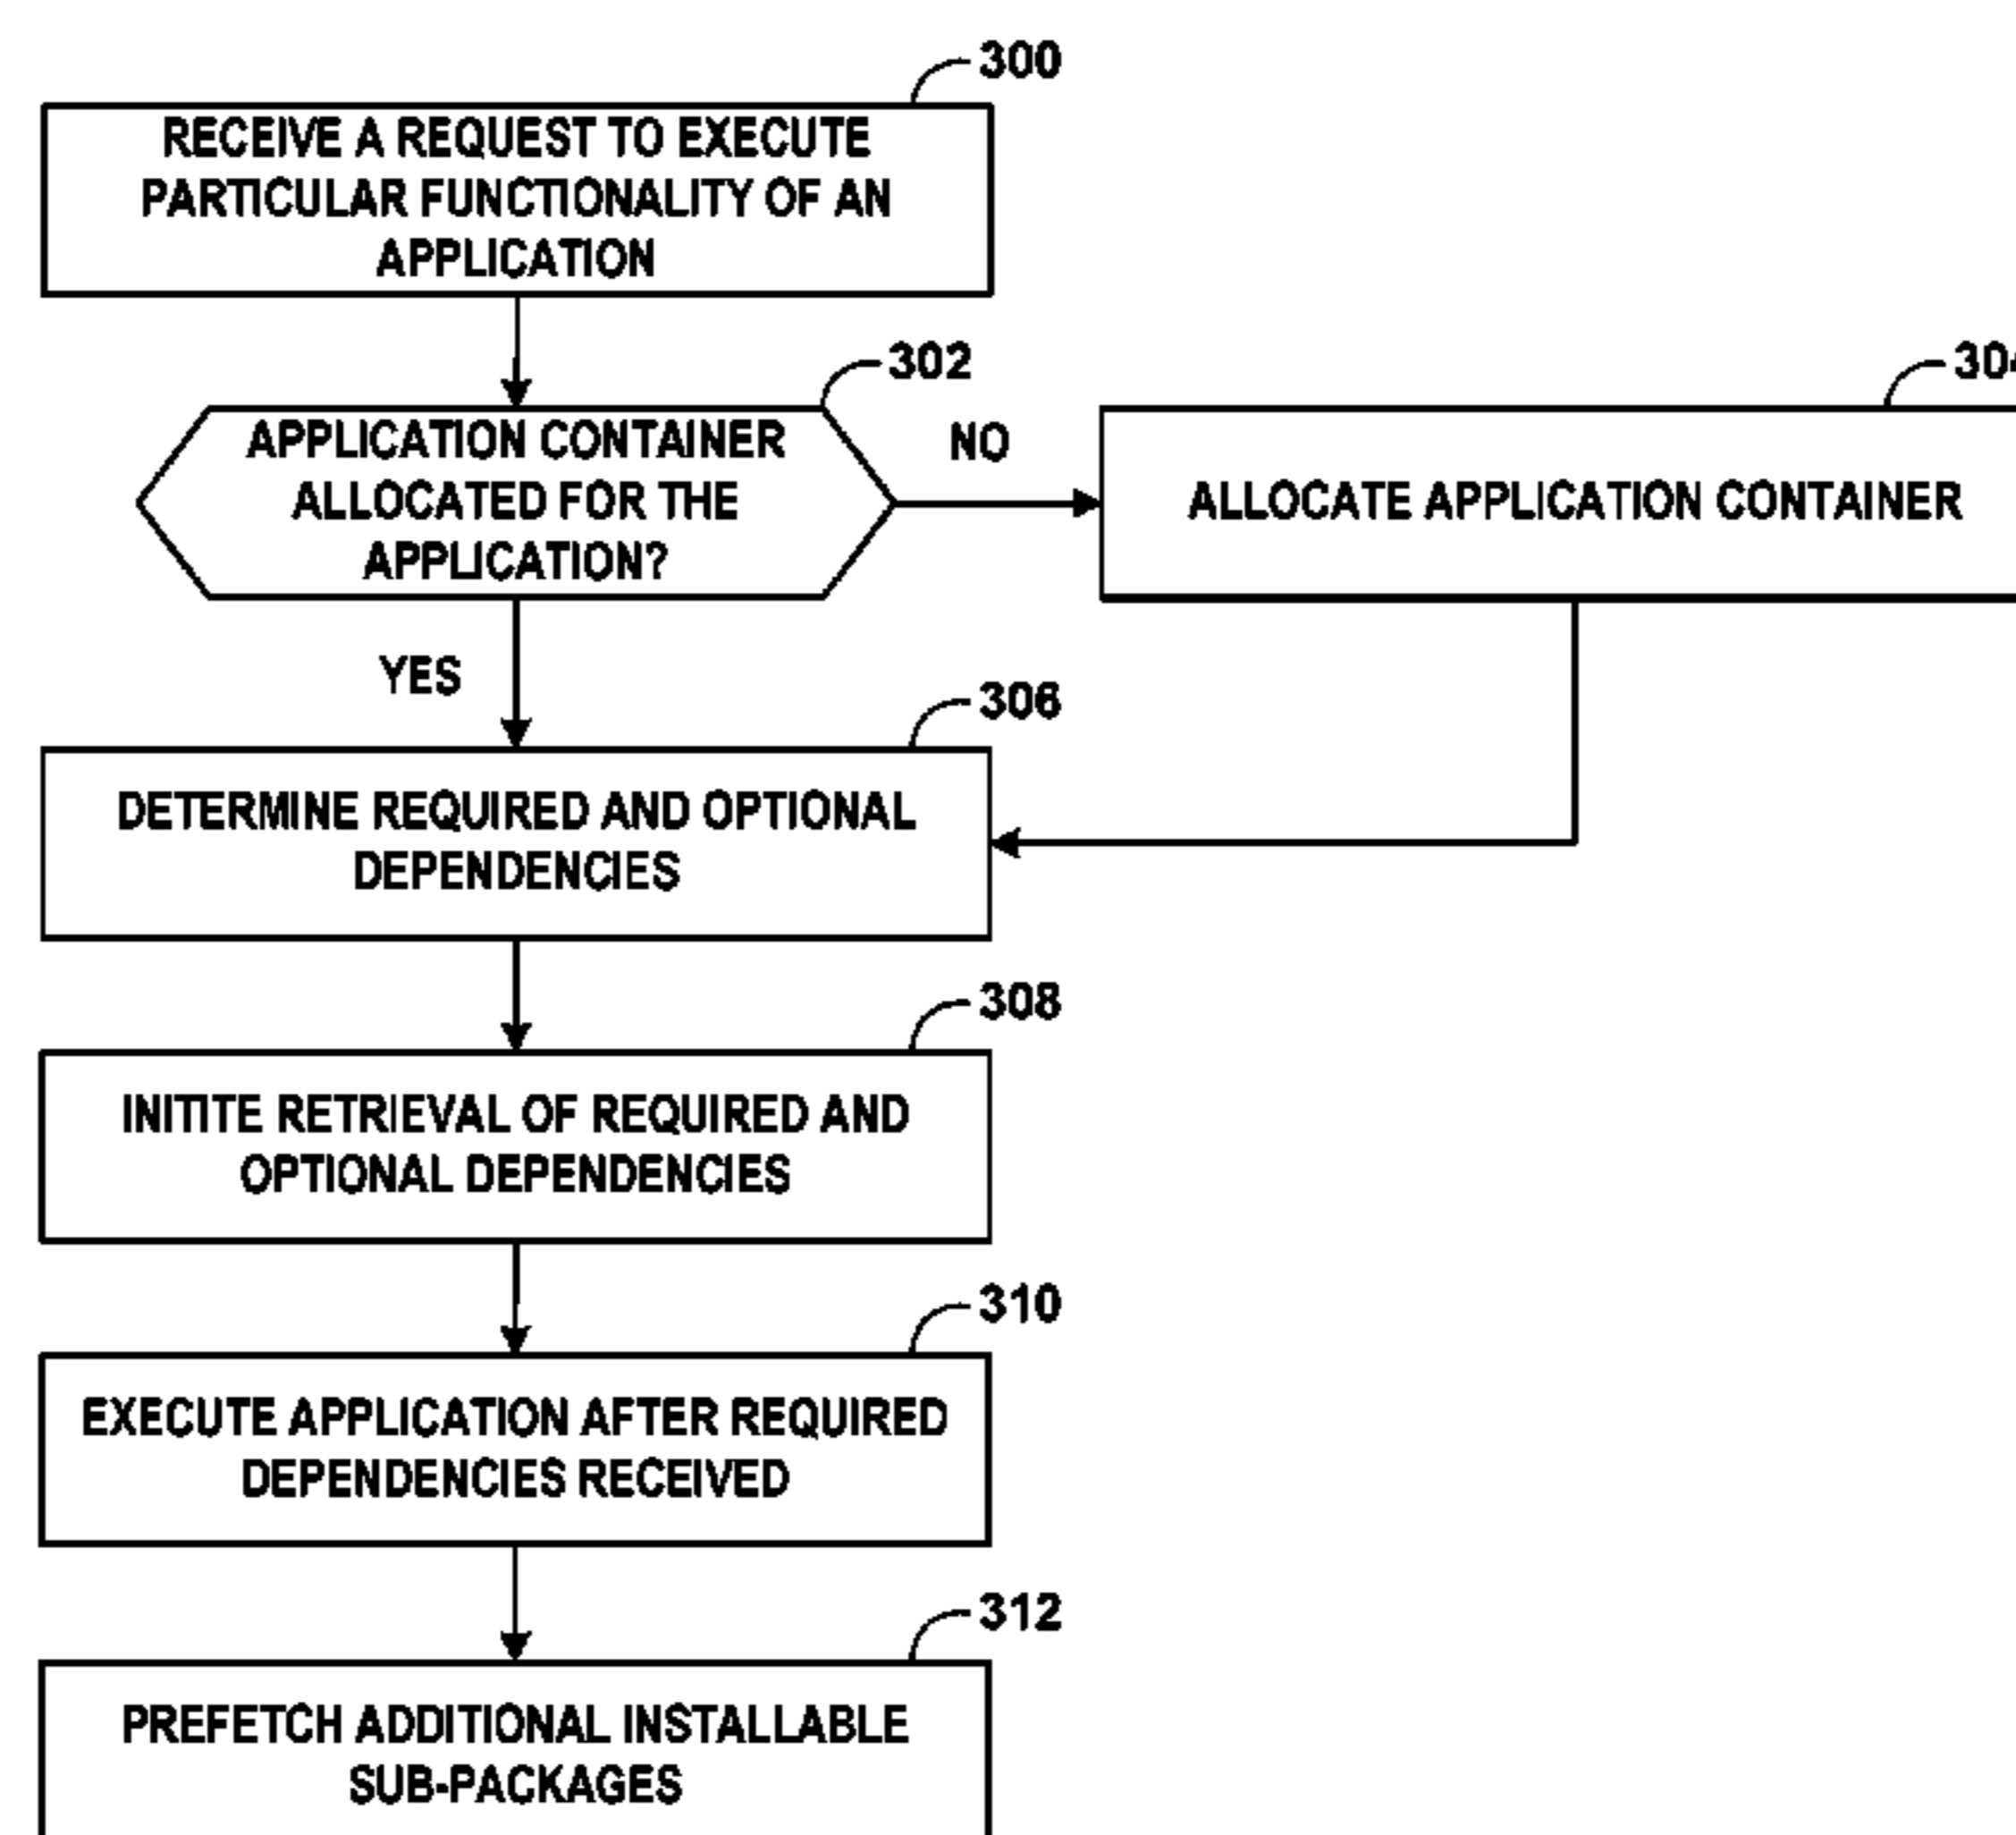 300
RECEIVE A REQUEST TO EXECUTE
PARTICULAR FUNCTIONALITY OF AN
APPLICATION
302
APPLICATION CONTAINER
ALLOCATED FOR THE
APPLICATION?
NO
304
ALLOCATE APPLICATION CONTAINER
YES
306
DETERMINE REQUIRED AND OPTIONAL
DEPENDENCIES
308
INITITE RETRIEVAL OF REQUIRED AND
OPTIONAL DEPENDENCIES
310
EXECUTE APPLICATION AFTER REQUIRED
DEPENDENCIES RECEIVED
312
PREFETCH ADDITIONAL INSTALLABLE
SUB-PACKAGES